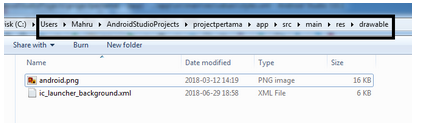 isk (C:) ▸ Users ▸ Mahru ▸ AndroidStudioProjects ▸ projectpertama ▸ app ▸ src ▸ main ▸ res ▸ drawable
Share with Burn New folder
Name Date modified Type Size
android.png 2018-03-12 14:19 PNG image 16 KB
ic_launcher_background.xml 2018-06-29 18:58 XML File 6 KB